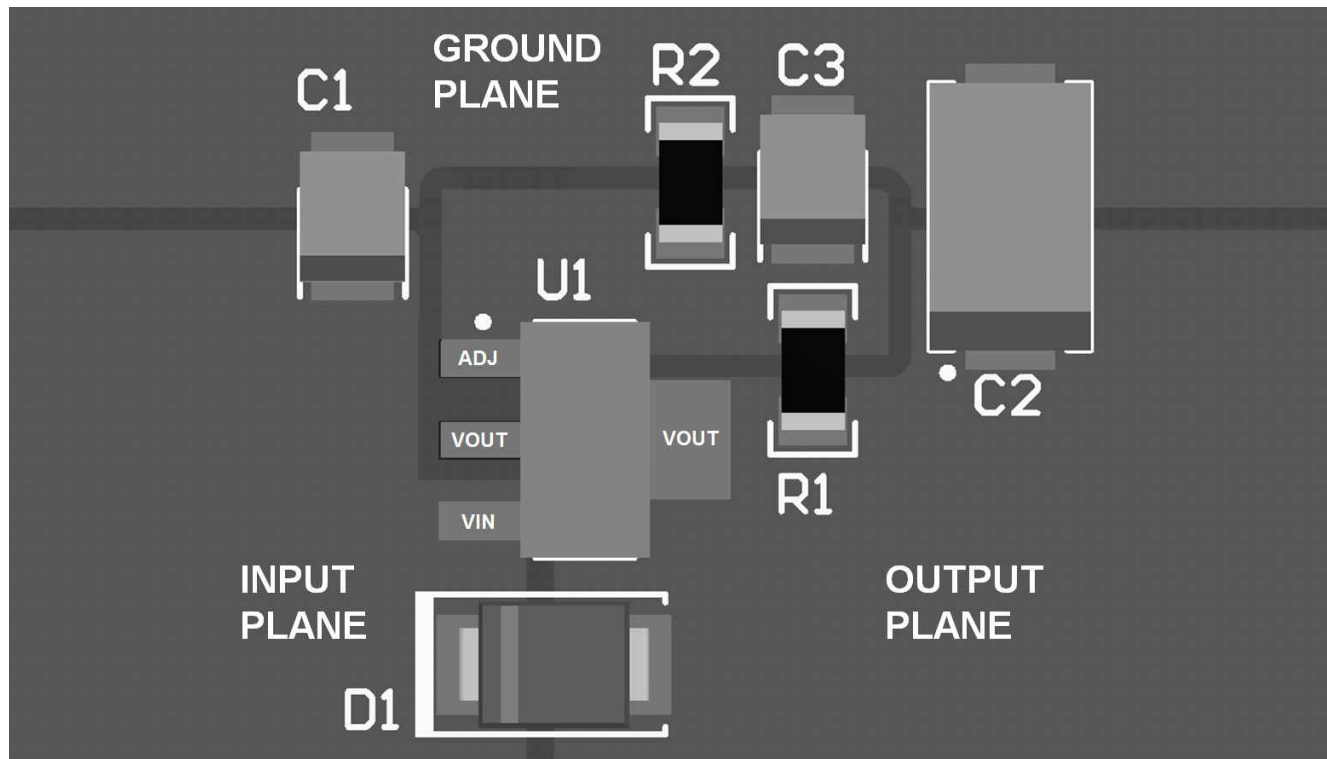 GROUND
PLANE
C1
R2
C3
U1
ADJ
VOUT
VOUT
VIN
C2
R1
INPUT
PLANE
OUTPUT
PLANE
D1